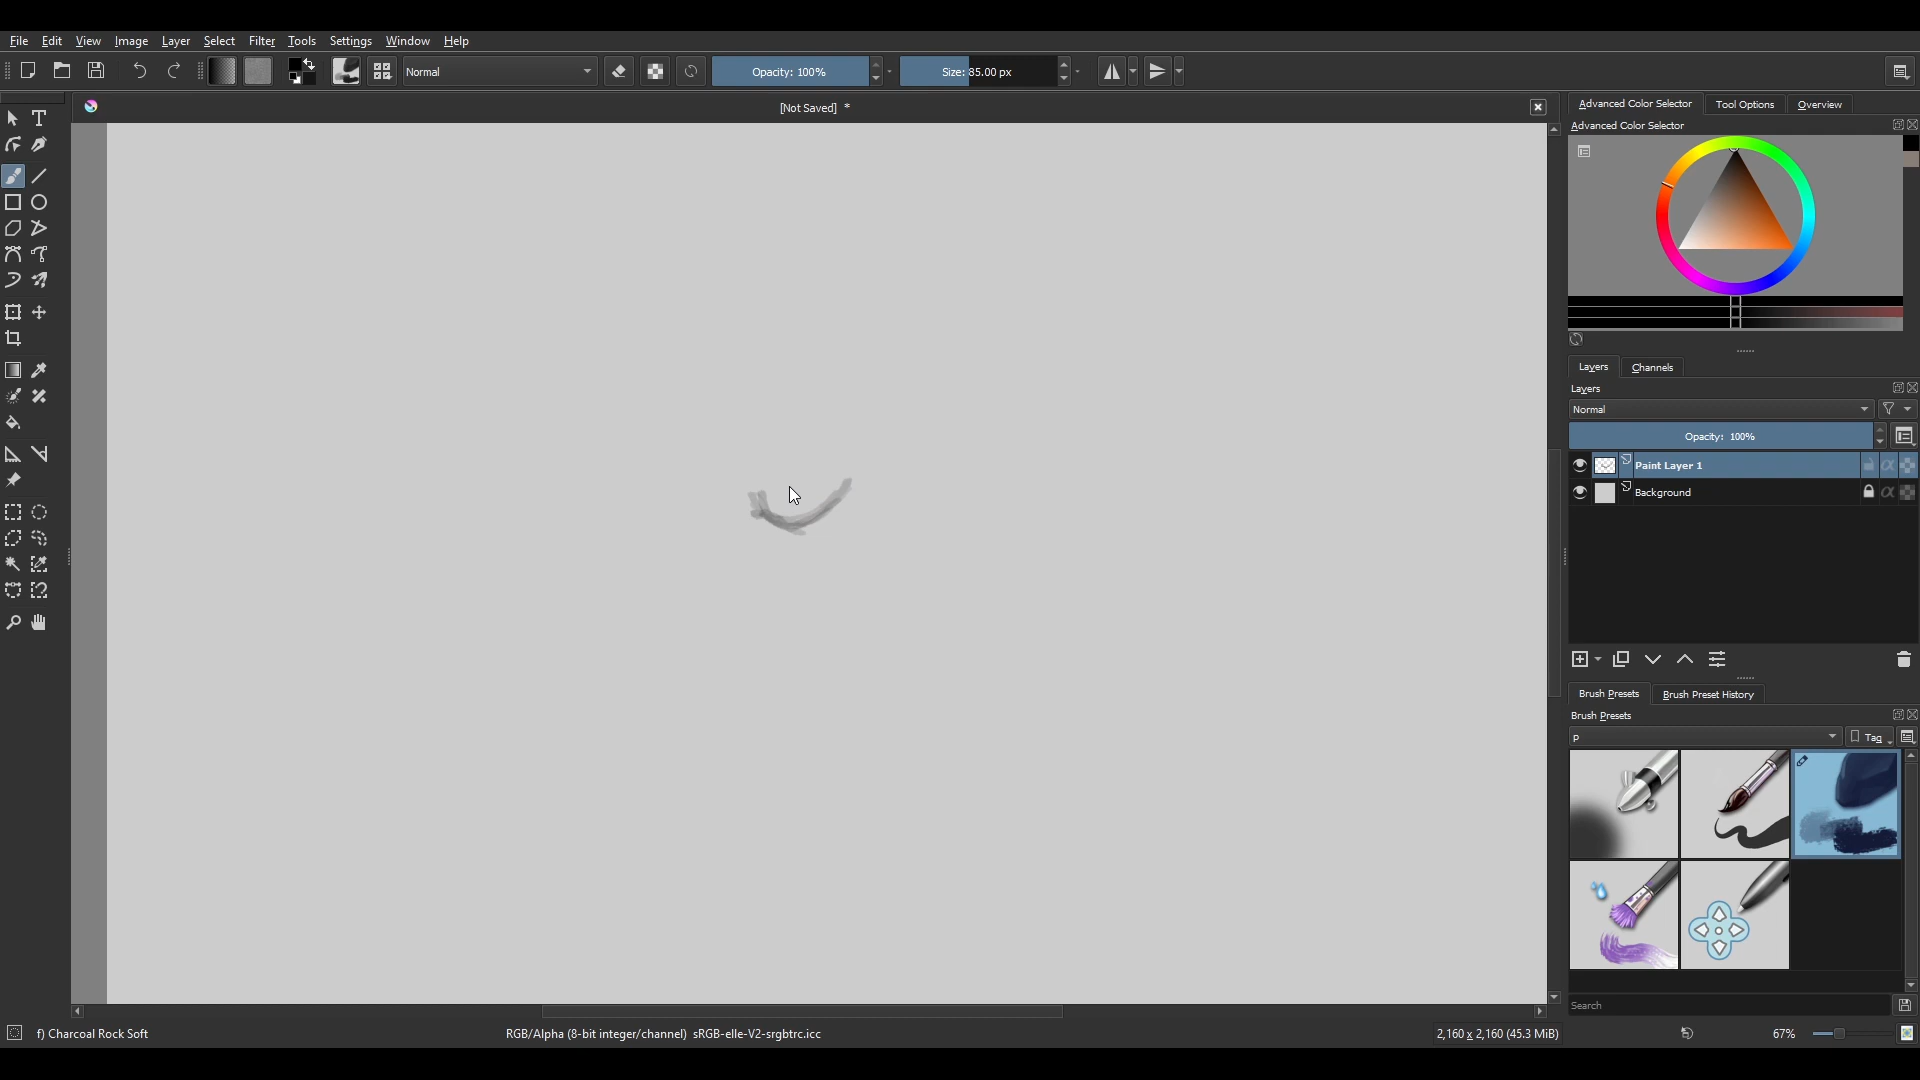 File Edit View Image Layer Select Filter Tools Settings Window Help
Normal Opacity: 100% Size: 85.00 px
[Not Saved] *
Advanced Color Selector Tool Options Overview
Advanced Color Selector
Layers Channels
Layers
Normal
Opacity: 100%
Paint Layer 1
Background
Brush Presets Brush Preset History
Brush Presets
p Tag
Search
f) Charcoal Rock Soft RGB/Alpha (8-bit integer/channel) sRGB-elle-V2-srgbtrc.icc 2,160 x 2,160 (45.3 MiB) 67%